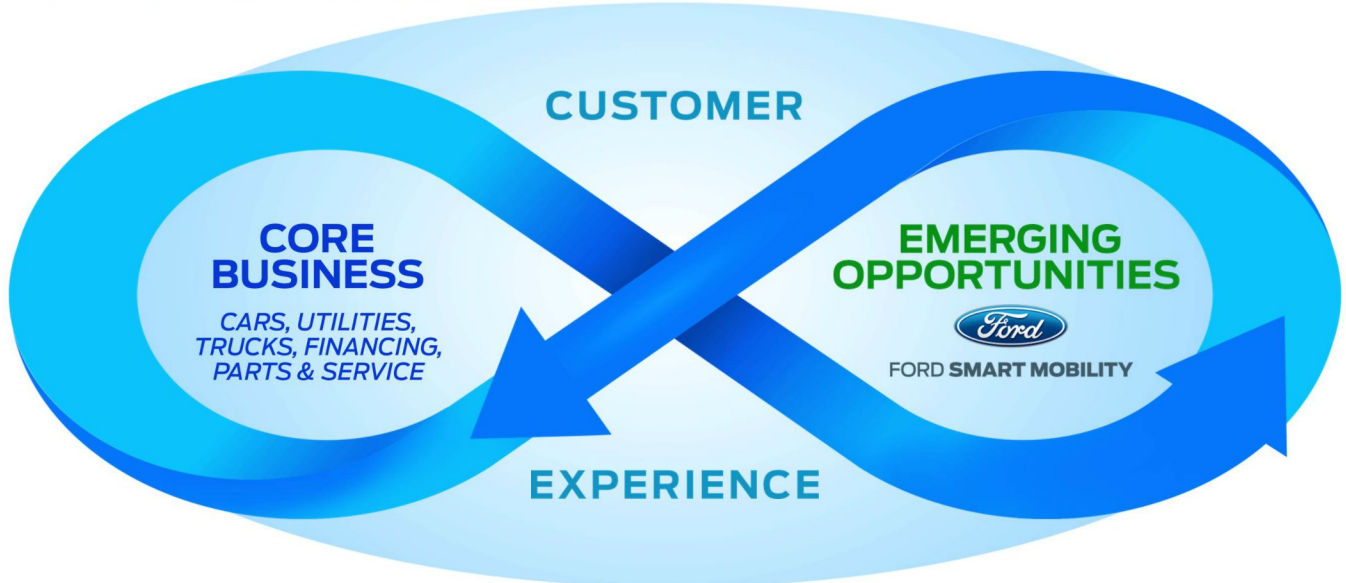 CUSTOMER
CORE
BUSINESS
CARS, UTILITIES,
TRUCKS, FINANCING,
PARTS & SERVICE
EMERGING
OPPORTUNITIES
Ford
FORD SMART MOBILITY
EXPERIENCE